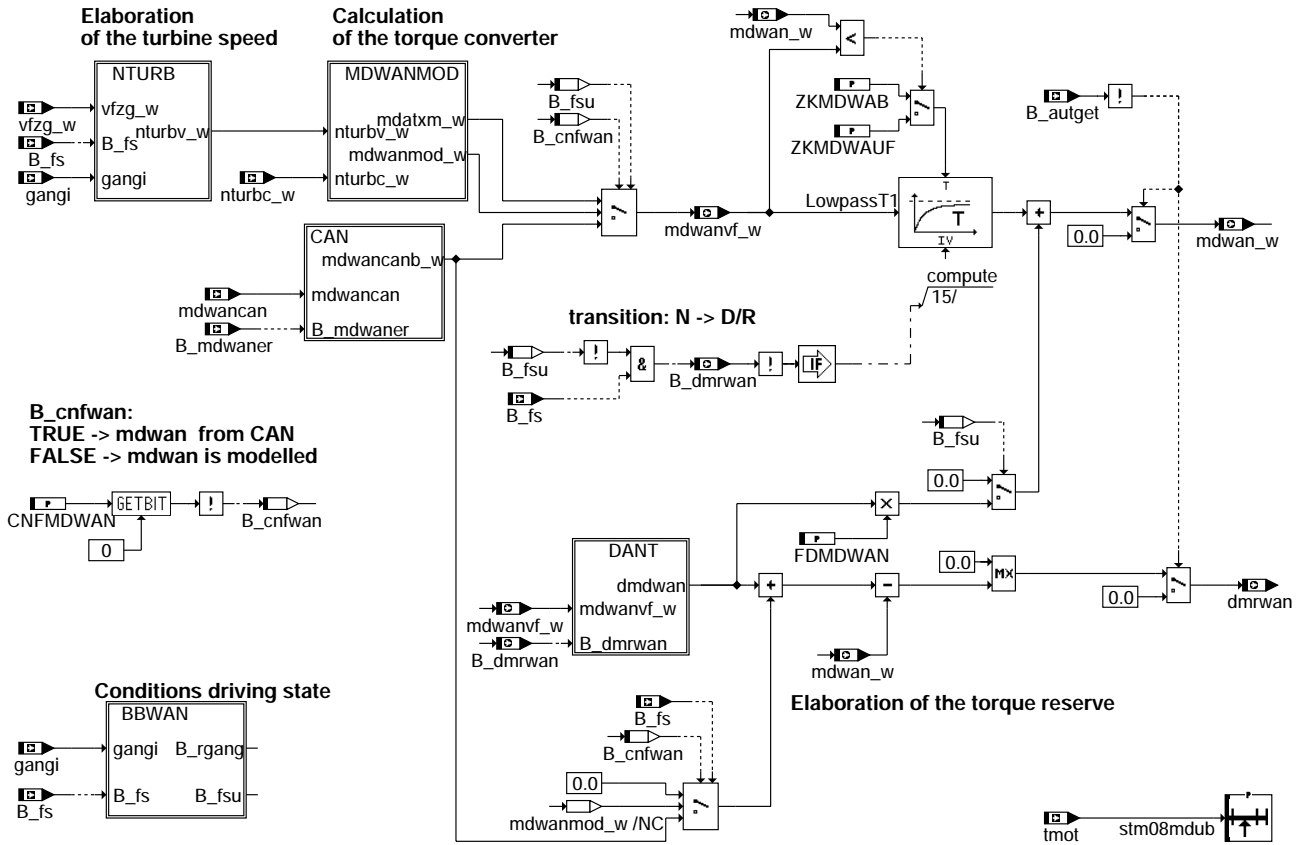 Elaboration
of the turbine speed
NTURB
vfzg_w
nturbv_w
B_fs
gangi
vfzg_w
B_fs
gangi
Calculation
of the torque converter
MDWANMOD
mdatxm_w
nturbv_w
mdwanmod_w
nturbc_w
nturbc_w
CAN
mdwancanb_w
mdwancan
B_mdwaner
mdwancan
B_mdwaner
B_fsu
B_cnfwan
mdwanvf_w
mdwan_w
<
P
ZKMDWAB
P
ZKMDWAUF
LowpassT1
T
T
IV
compute
15/
+
B_autget
!
0.0
mdwan_w
transition: N -> D/R
B_fsu
!
&
B_fs
B_dmrwan
!
IF
B_cnfwan:
TRUE -> mdwan from CAN
FALSE -> mdwan is modelled
P
CNFMDWAN
GETBIT
0
!
B_cnfwan
B_fsu
0.0
×
P
FDMDWAN
DANT
dmdwan
mdwanvf_w
B_dmrwan
mdwanvf_w
B_dmrwan
+
-
0.0
MX
0.0
dmrwan
mdwan_w
Elaboration of the torque reserve
Conditions driving state
BBWAN
gangi
B_rgang
B_fs
B_fsu
gangi
B_fs
B_fs
B_cnfwan
0.0
mdwanmod_w /NC
tmot
stm08mdub
P